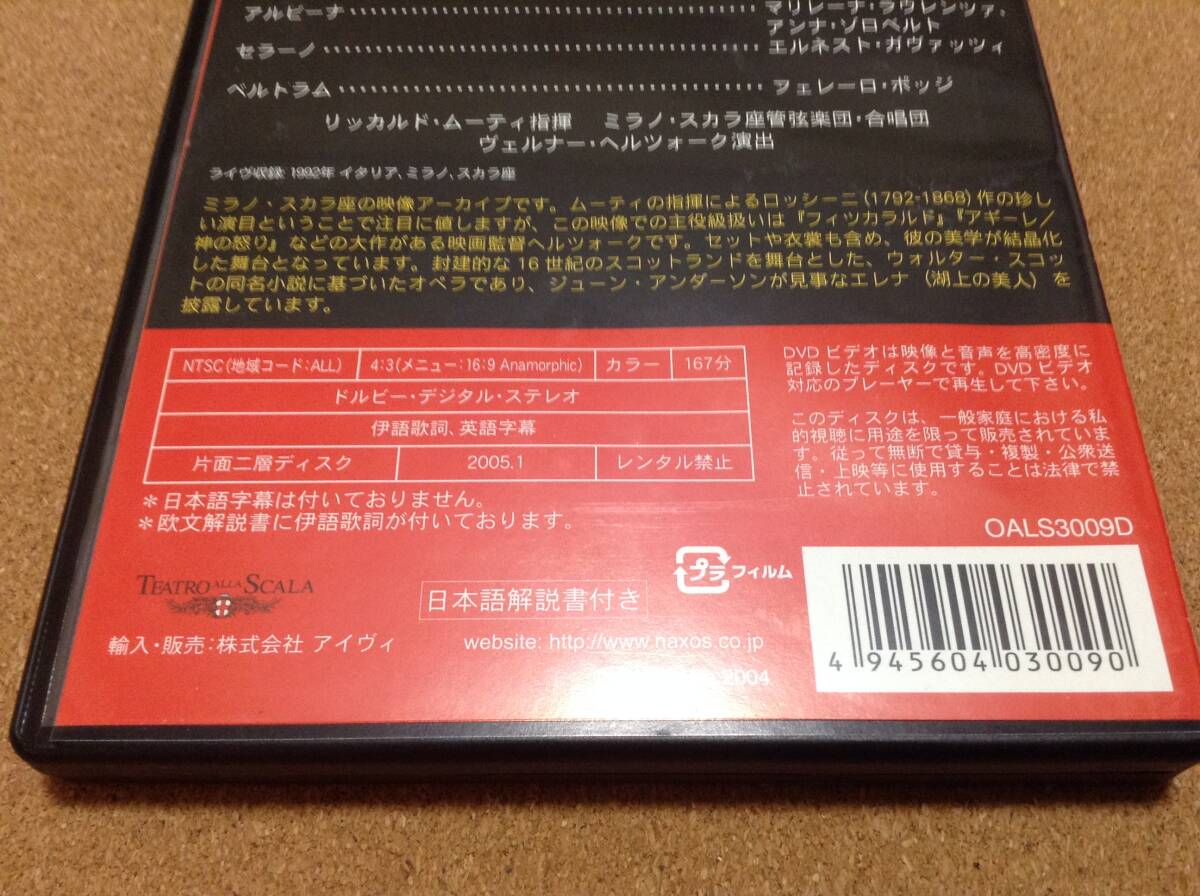 アルビーナ……………………………………マリレーナ・ラウレンツァ、
アンナ・ゾロベルト
セラーノ……………………………………エルネスト・ガヴァッツィ
ベルトラム……………………………………フェレーロ・ポッジ
リッカルド・ムーティ指揮 ミラノ・スカラ座管弦楽団・合唱団
ヴェルナー・ヘルツォーク演出
ライヴ収録 1992年 イタリア、ミラノ、スカラ座
ミラノ・スカラ座の映像アーカイブです。ムーティの指揮によるロッシーニ(1792-1868)作の珍し
い演目ということで注目に値しますが、この映像での主役級扱いは『フィツカラルド』『アギーレ/
神の怒り』などの大作がある映画監督ヘルツォークです。セットや衣裳も含め、彼の美学が結晶化
した舞台となっています。封建的な16世紀のスコットランドを舞台とした、ウォルター・スコッ
トの同名小説に基づいたオペラであり、ジューン・アンダーソンが見事なエレナ(湖上の美人)を
披露しています。
NTSC(地域コード:ALL) 4:3(メニュー:16:9 Anamorphic) カラー 167分
ドルビー・デジタル・ステレオ
伊語歌詞、英語字幕
片面二層ディスク 2005.1 レンタル禁止
*日本語字幕は付いておりません。
*欧文解説書に伊語歌詞が付いております。
DVDビデオは映像と音声を高密度に
記録したディスクです。DVDビデオ
対応のプレーヤーで再生して下さい。
このディスクは、一般家庭における私
的視聴に用途を限って販売されていま
す。従って無断で貸与・複製・公衆送
信・上映等に使用することは法律で禁
止されています。
OALS3009D
TEATRO ALLA SCALA
日本語解説書付き
プラ フィルム
輸入・販売:株式会社 アイヴィ
website: http://www.naxos.co.jp
2004
4 945604 030090